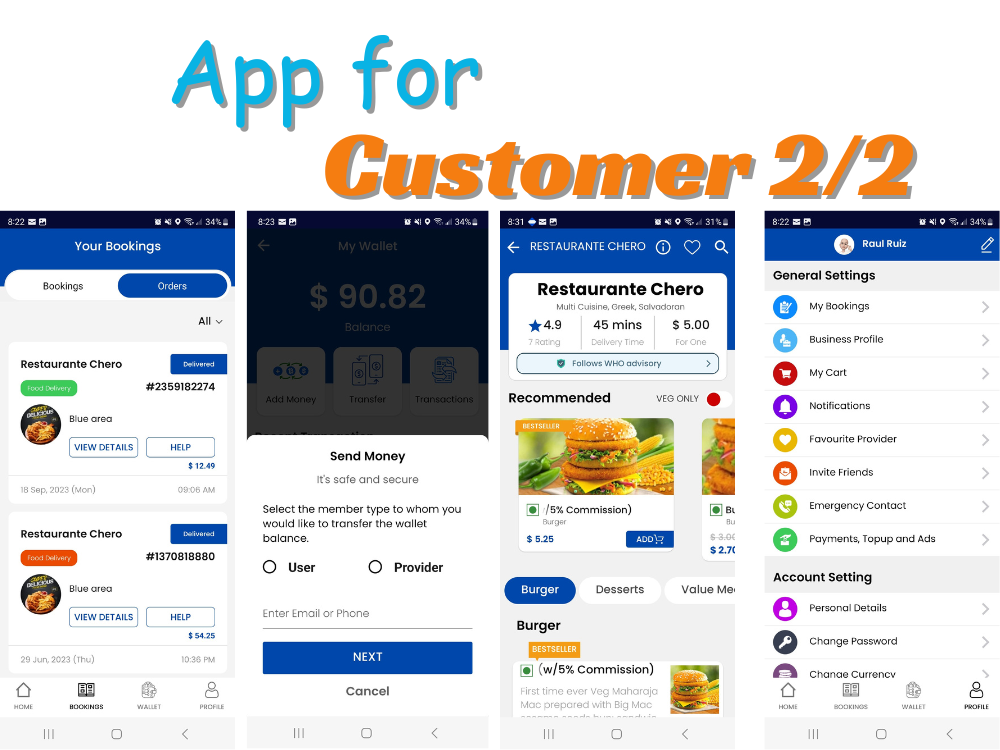 App for
Customer 2/2
8:22
34%
Your Bookings
Bookings
Orders
All
Restaurante Chero
Delivered
Food Delivery
#2359182274
Blue area
VIEW DETAILS
HELP
$ 12.49
18 Sep, 2023 (Mon)
09:06 AM
Restaurante Chero
Delivered
Food Delivery
#1370818880
Blue area
VIEW DETAILS
HELP
$ 54.25
29 Jun, 2023 (Thu)
10:36 PM
HOME
BOOKINGS
WALLET
PROFILE
8:23
34%
My Wallet
$ 90.82
Balance
Add Money
Transfer
Transactions
Send Money
It's safe and secure
Select the member type to whom you
would like to transfer the wallet
balance.
User
Provider
Enter Email or Phone
NEXT
Cancel
8:31
31%
RESTAURANTE CHERO
Restaurante Chero
Multi Cuisine, Greek, Salvadoran
4.9
45 mins
$ 5.00
7 Rating
Delivery Time
For One
Follows WHO advisory
Recommended
VEG ONLY
BESTSELLER
/5% Commission)
Burger
$ 5.25
ADD
Bu
Burg
$ 3.00
$ 2.70
Burger
Desserts
Value Me
Burger
BESTSELLER
(w/5% Commission)
First time ever Veg Maharaja
Mac prepared with Big Mac
8:22
34%
Raul Ruiz
General Settings
My Bookings
Business Profile
My Cart
Notifications
Favourite Provider
Invite Friends
Emergency Contact
Payments, Topup and Ads
Account Setting
Personal Details
Change Password
Change Currency
HOME
BOOKINGS
WALLET
PROFILE